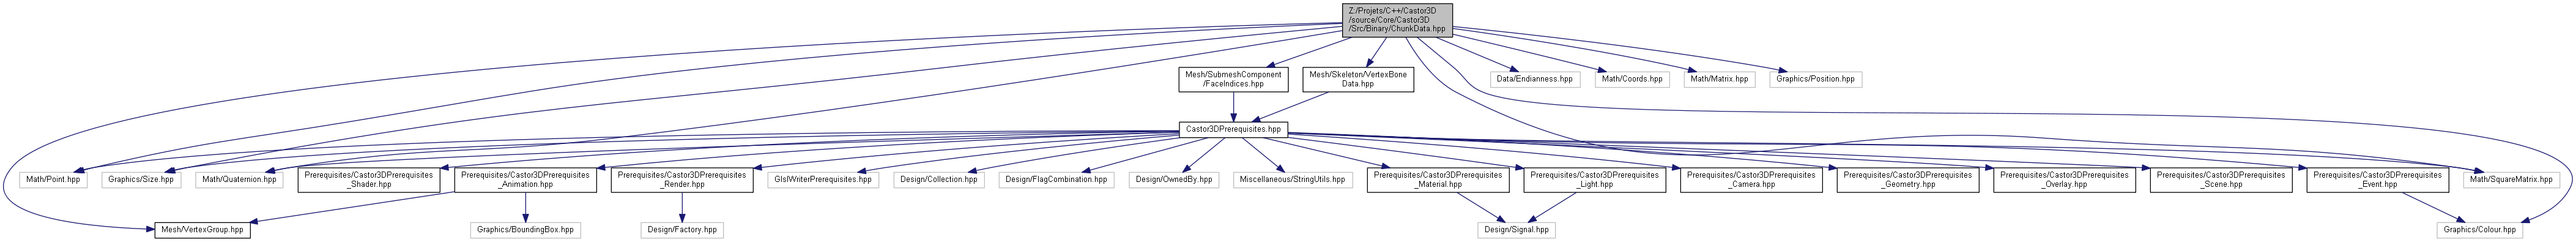 Z:/Projets/C++/Castor3D
/source/Core/Castor3D
/Src/Binary/ChunkData.hpp
Mesh/SubmeshComponent
/FaceIndices.hpp
Mesh/Skeleton/VertexBone
Data.hpp
Data/Endianness.hpp
Math/Coords.hpp
Math/Matrix.hpp
Graphics/Position.hpp
Castor3DPrerequisites.hpp
Math/Point.hpp
Graphics/Size.hpp
Math/Quaternion.hpp
Prerequisites/Castor3DPrerequisites
_Shader.hpp
Prerequisites/Castor3DPrerequisites
_Animation.hpp
Prerequisites/Castor3DPrerequisites
_Render.hpp
GlslWriterPrerequisites.hpp
Design/Collection.hpp
Design/FlagCombination.hpp
Design/OwnedBy.hpp
Miscellaneous/StringUtils.hpp
Prerequisites/Castor3DPrerequisites
_Material.hpp
Prerequisites/Castor3DPrerequisites
_Light.hpp
Prerequisites/Castor3DPrerequisites
_Camera.hpp
Prerequisites/Castor3DPrerequisites
_Geometry.hpp
Prerequisites/Castor3DPrerequisites
_Overlay.hpp
Prerequisites/Castor3DPrerequisites
_Scene.hpp
Prerequisites/Castor3DPrerequisites
_Event.hpp
Math/SquareMatrix.hpp
Mesh/VertexGroup.hpp
Graphics/BoundingBox.hpp
Design/Factory.hpp
Design/Signal.hpp
Graphics/Colour.hpp